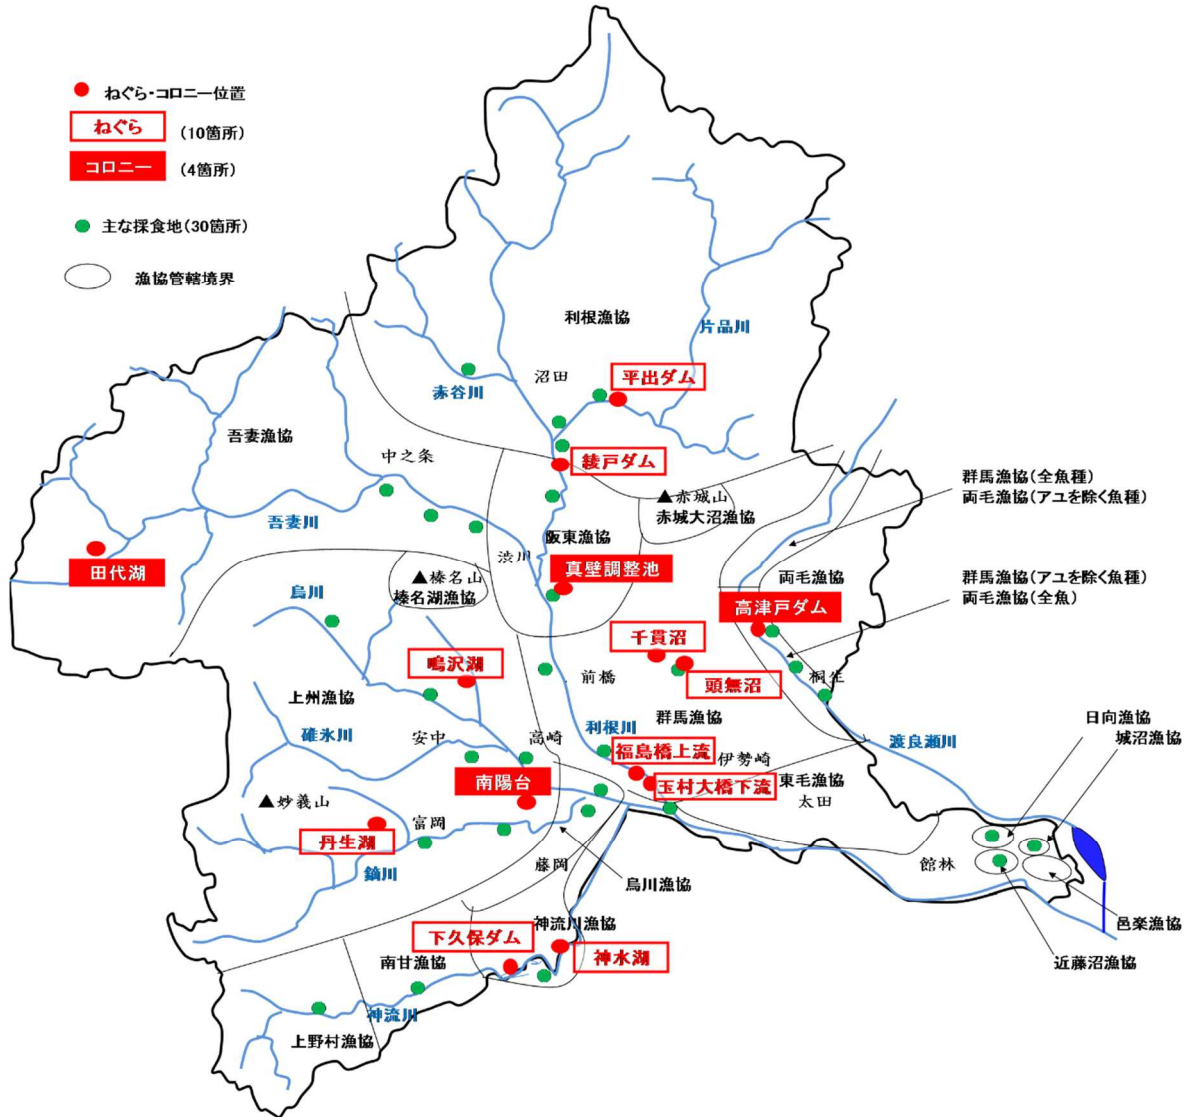 ねぐら・コロニー位置
ねぐら (10箇所)
コロニー (4箇所)
主な採食地(30箇所)
漁協管轄境界
利根漁協
片品川
沼田
平出ダム
赤谷川
吾妻漁協
中之条
綾戸ダム
▲赤城山
赤城大沼漁協
群馬漁協(全魚種)
両毛漁協(アユを除く魚種)
吾妻川
渋川
阪東漁協
田代湖
▲榛名山
榛名湖漁協
真壁調整池
両毛漁協
群馬漁協(アユを除く魚種)
両毛漁協(全魚)
烏川
高津戸ダム
千貫沼
鳴沢湖
前橋
頭無沼
桐生
上州漁協
群馬漁協
碓氷川
安中
高崎
利根川
福島橋上流
伊勢崎
渡良瀬川
日向漁協
城沼漁協
南陽台
玉村大橋下流
東毛漁協
太田
▲妙義山
富岡
丹生湖
鏑川
藤岡
烏川漁協
館林
邑楽漁協
近藤沼漁協
神流川漁協
下久保ダム
神水湖
南甘漁協
神流川
上野村漁協